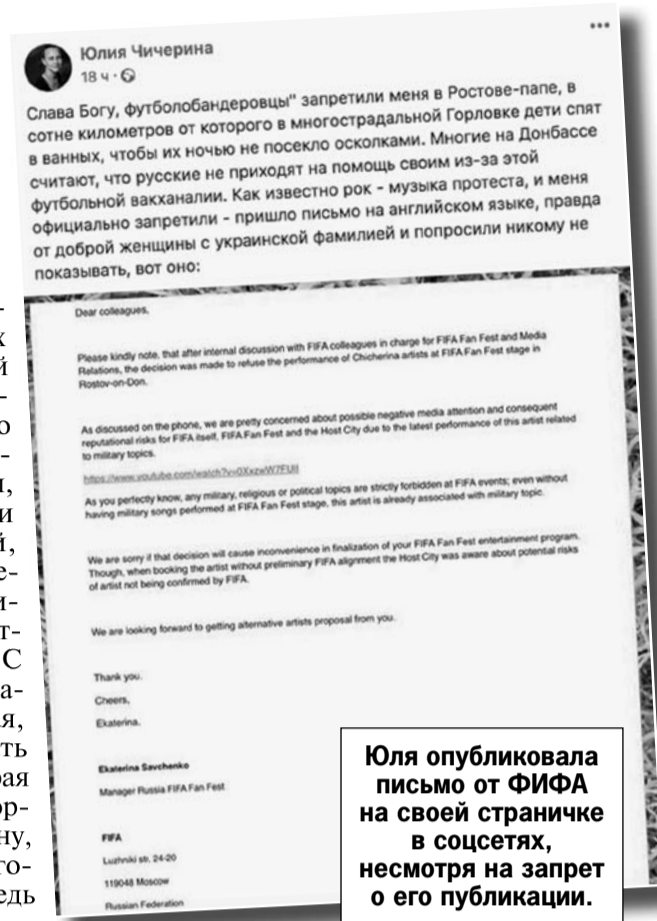 Юлия Чичерина
18 ч ·
Слава Богу, футболобандеровцы" запретили меня в Ростове-папе, в
сотне километров от которого в многострадальной Горловке дети спят
в ванных, чтобы их ночью не посекло осколками. Многие на Донбассе
считают, что русские не приходят на помощь своим из-за этой
футбольной вакханалии. Как известно рок - музыка протеста, и меня
официально запретили - пришло письмо на английском языке, правда
от доброй женщины с украинской фамилией и попросили никому не
показывать, вот оно:
Dear colleagues,
Please kindly note, that after internal discussion with FIFA colleagues in charge for FIFA Fan Fest and Media
Relations, the decision was made to refuse the performance of Chicherina artists at FIFA Fan Fest stage in
Rostov-on-Don.
As discussed on the phone, we are pretty concerned about possible negative media attention and consequent
reputational risks for FIFA itself, FIFA Fan Fest and the Host City due to the latest performance of this artist related
to military topics.
As you perfectly know, any military, religious or political topics are strictly forbidden at FIFA events; even without
having military songs performed at FIFA Fan Fest stage, this artist is already associated with military topic.
We are sorry if that decision will cause inconvenience in finalization of your FIFA Fan Fest entertainment program.
Though, when booking the artist without preliminary FIFA alignment the Host City was aware about potential risks
of artist not being confirmed by FIFA.
We are looking forward to getting alternative artists proposal from you.
Thank you.
Cheers,
Ekaterina.
Ekaterina Savchenko
Manager Russia FIFA Fan Fest
FIFA
Luzhniki str, 24-20
119048 Moscow
Russian Federation
Юля опубликовала
письмо от ФИФА
на своей страничке
в соцсетях,
несмотря на запрет
о его публикации.